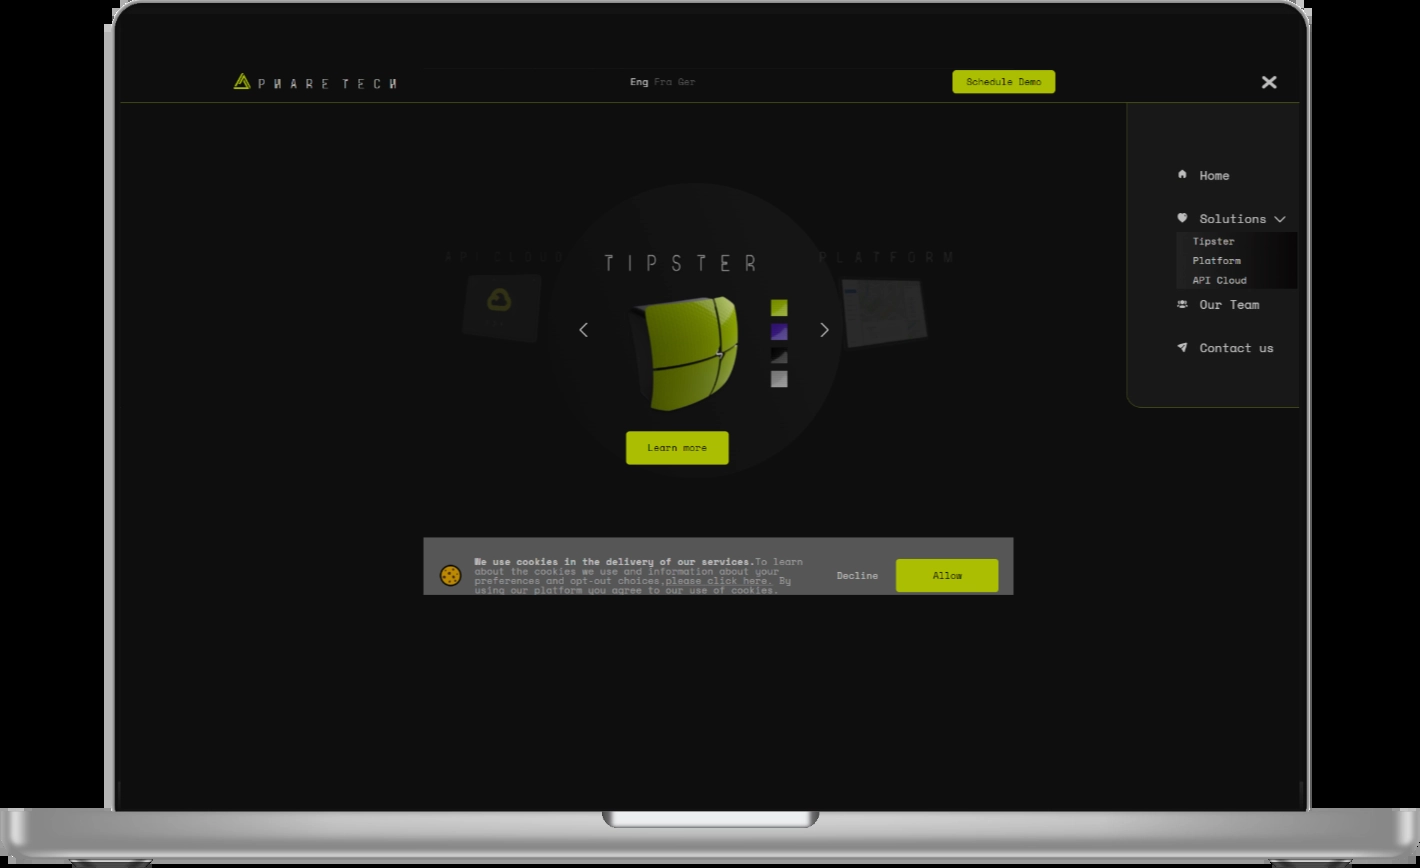 PHARE TECH
Eng Fra Ger
Schedule Demo
Home
Solutions
Tipster
Platform
API Cloud
Our Team
Contact us
API CLOUD
TIPSTER
PLATFORM
Learn more
We use cookies in the delivery of our services.To learn
about the cookies we use and information about your
preferences and opt-out choices,please click here. By
using our platform you agree to our use of cookies.
Decline
Allow